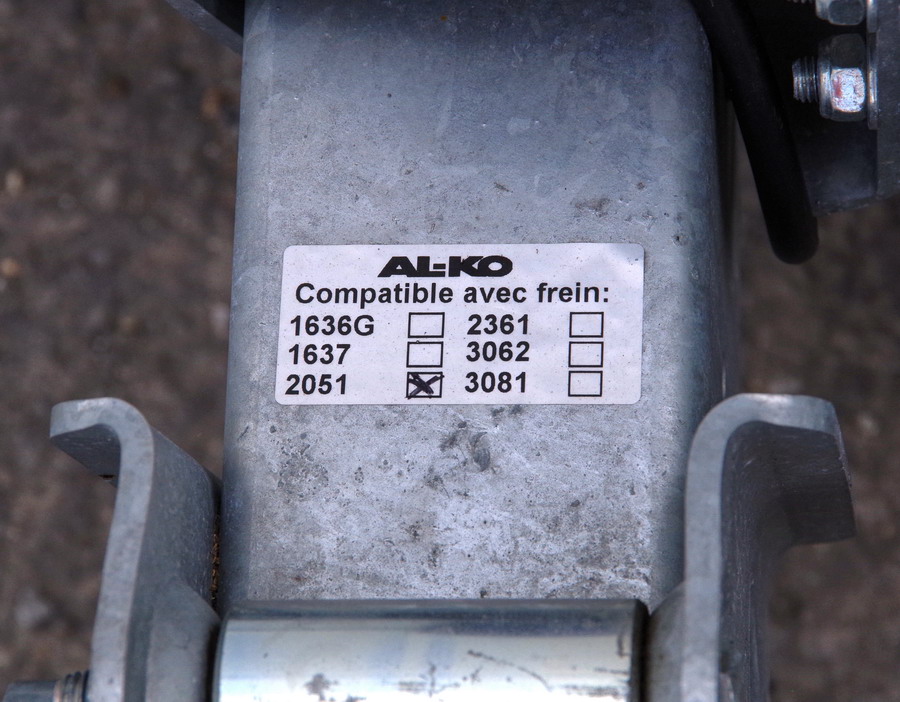 AL-KO
Compatible avec frein:
1636G 2361
1637 3062
2051 3081